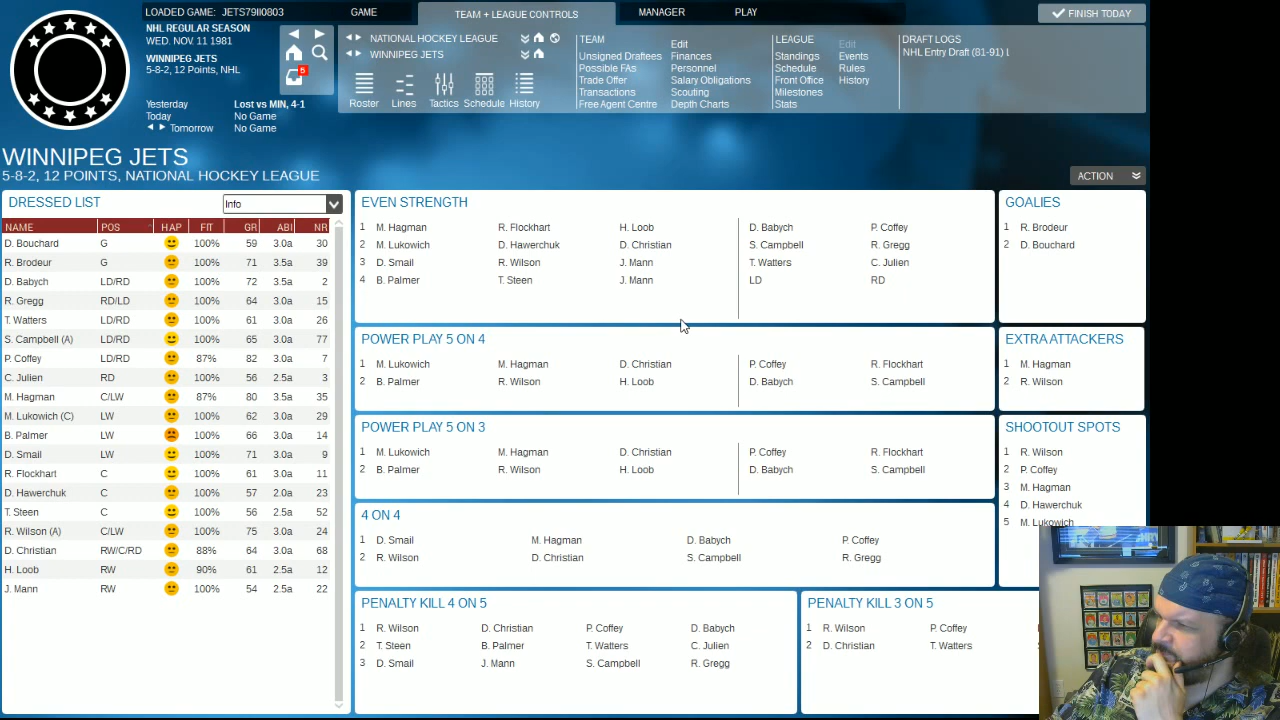 LOADED GAME: JETS79II0803 GAME TEAM + LEAGUE CONTROLS MANAGER PLAY FINISH TODAY
NHL REGULAR SEASON
WED. NOV. 11 1981
WINNIPEG JETS
5-8-2, 12 POINTS, NHL
5
Yesterday Lost vs MIN, 4-1
Today No Game
Tomorrow No Game
NATIONAL HOCKEY LEAGUE
WINNIPEG JETS
Roster Lines Tactics Schedule History
TEAM
Unsigned Draftees
Possible FAs
Trade Offer
Transactions
Free Agent Centre
Edit
Finances
Personnel
Salary Obligations
Scouting
Depth Charts
LEAGUE
Standings
Schedule
Front Office
Milestones
Stats
Edit
Events
Rules
History
DRAFT LOGS
NHL Entry Draft (81-91) L
WINNIPEG JETS
5-8-2, 12 POINTS, NATIONAL HOCKEY LEAGUE
ACTION
DRESSED LIST Info
NAME POS HAP FIT GR ABI NR
D. Bouchard G 100% 59 3.0a 30
R. Brodeur G 100% 71 3.5a 39
D. Babych LD/RD 100% 72 3.5a 2
R. Gregg RD/LD 100% 64 3.0a 15
T. Watters LD/RD 100% 61 3.0a 26
S. Campbell (A) LD/RD 100% 65 3.0a 77
P. Coffey LD/RD 87% 82 3.0a 7
C. Julien RD 100% 56 2.5a 3
M. Hagman C/LW 87% 80 3.5a 35
M. Lukowich (C) LW 100% 62 3.0a 29
B. Palmer LW 100% 66 3.0a 14
D. Smail LW 100% 71 3.0a 9
R. Flockhart C 100% 61 3.0a 11
D. Hawerchuk C 100% 57 2.0a 23
T. Steen C 100% 56 2.5a 52
R. Wilson (A) C/LW 100% 75 3.0a 24
D. Christian RW/C/RD 88% 64 3.0a 68
H. Loob RW 90% 61 2.5a 12
J. Mann RW 100% 54 2.5a 22
EVEN STRENGTH
1 M. Hagman R. Flockhart H. Loob D. Babych P. Coffey
2 M. Lukowich D. Hawerchuk D. Christian S. Campbell R. Gregg
3 D. Smail R. Wilson J. Mann T. Watters C. Julien
4 B. Palmer T. Steen J. Mann LD RD
POWER PLAY 5 ON 4
1 M. Lukowich M. Hagman D. Christian P. Coffey R. Flockhart
2 B. Palmer R. Wilson H. Loob D. Babych S. Campbell
POWER PLAY 5 ON 3
1 M. Lukowich M. Hagman D. Christian P. Coffey R. Flockhart
2 B. Palmer R. Wilson H. Loob D. Babych S. Campbell
4 ON 4
1 D. Smail M. Hagman D. Babych P. Coffey
2 R. Wilson D. Christian S. Campbell R. Gregg
PENALTY KILL 4 ON 5
1 R. Wilson D. Christian P. Coffey D. Babych
2 T. Steen B. Palmer T. Watters C. Julien
3 D. Smail J. Mann S. Campbell R. Gregg
PENALTY KILL 3 ON 5
1 R. Wilson P. Coffey
2 D. Christian T. Watters
GOALIES
1 R. Brodeur
2 D. Bouchard
EXTRA ATTACKERS
1 M. Hagman
2 R. Wilson
SHOOTOUT SPOTS
1 R. Wilson
2 P. Coffey
3 M. Hagman
4 D. Hawerchuk
5 M. Lukowich